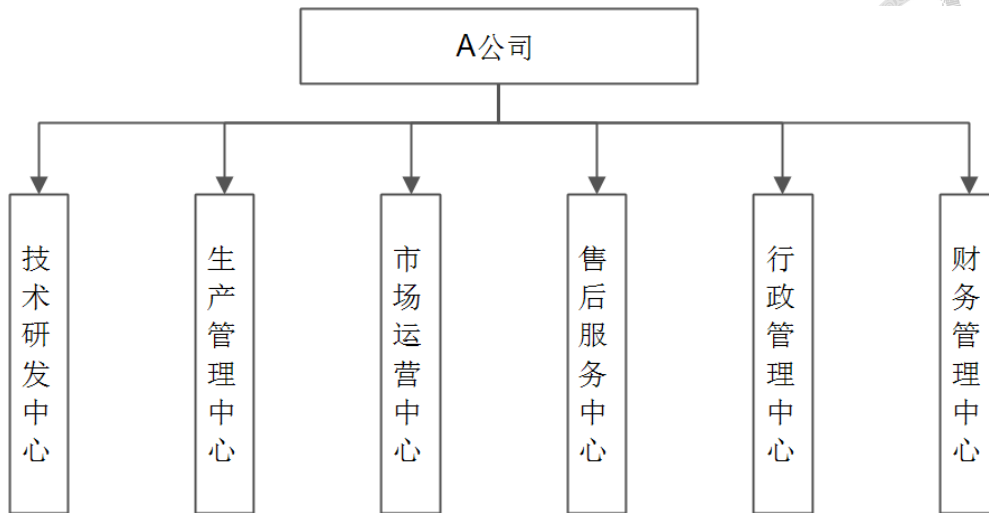 A公司
技术研发中心
生产管理中心
市场运营中心
售后服务中心
行政管理中心
财务管理中心